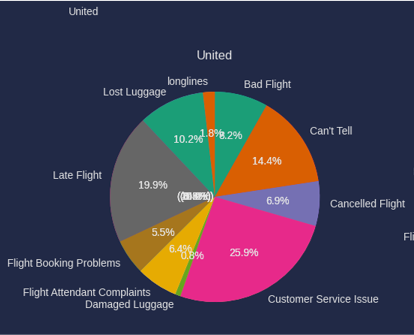 United
United
longlines
Bad Flight
Lost Luggage
1.8%
8.2%
10.2%
Can't Tell
14.4%
Late Flight
19.9%
6.9%
Cancelled Flight
5.5%
Fli
6.4%
25.9%
0.8%
Flight Booking Problems
Flight Attendant Complaints
Customer Service Issue
Damaged Luggage